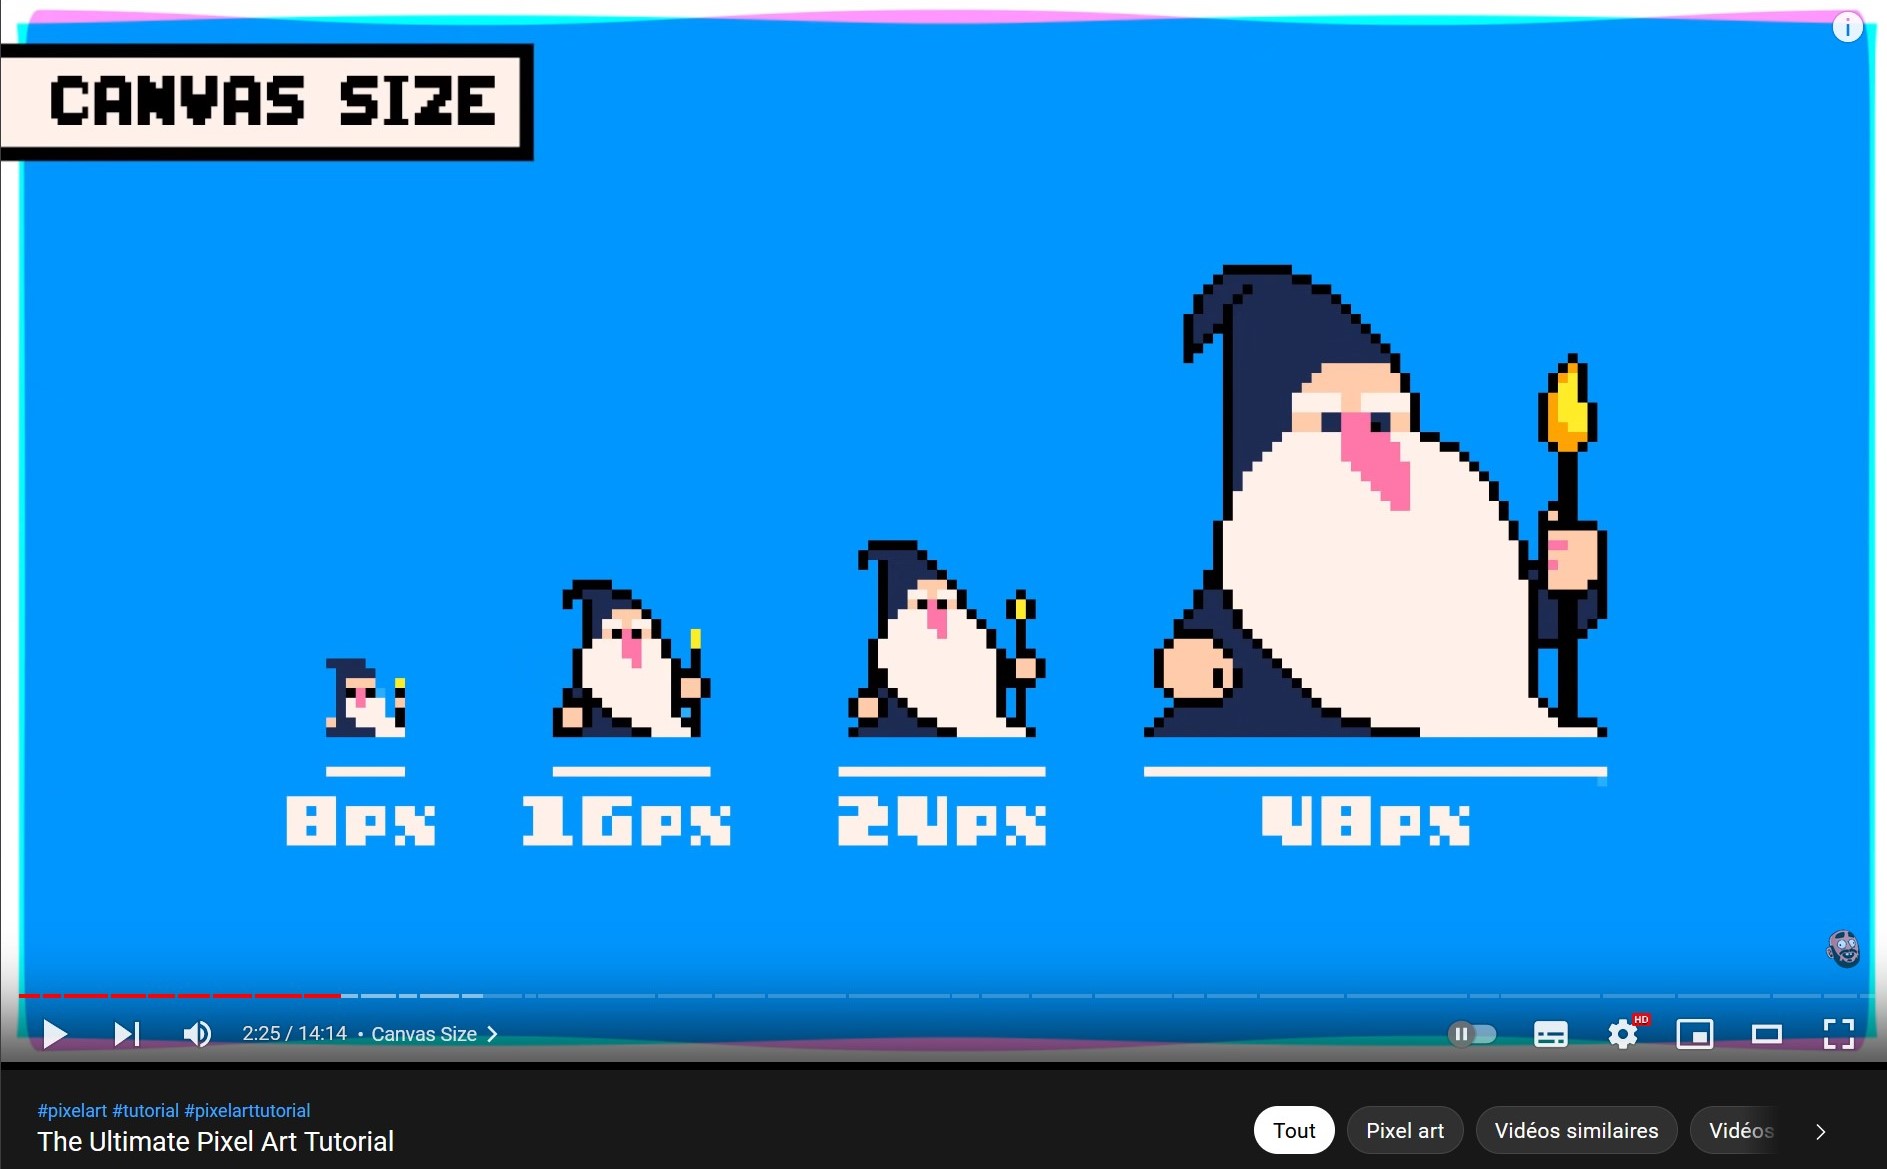 CANVAS SIZE
8px 16px 24px 48px
2:25 / 14:14 • Canvas Size
HD
#pixelart #tutorial #pixelarttutorial
The Ultimate Pixel Art Tutorial
Tout Pixel art Vidéos similaires Vidéos